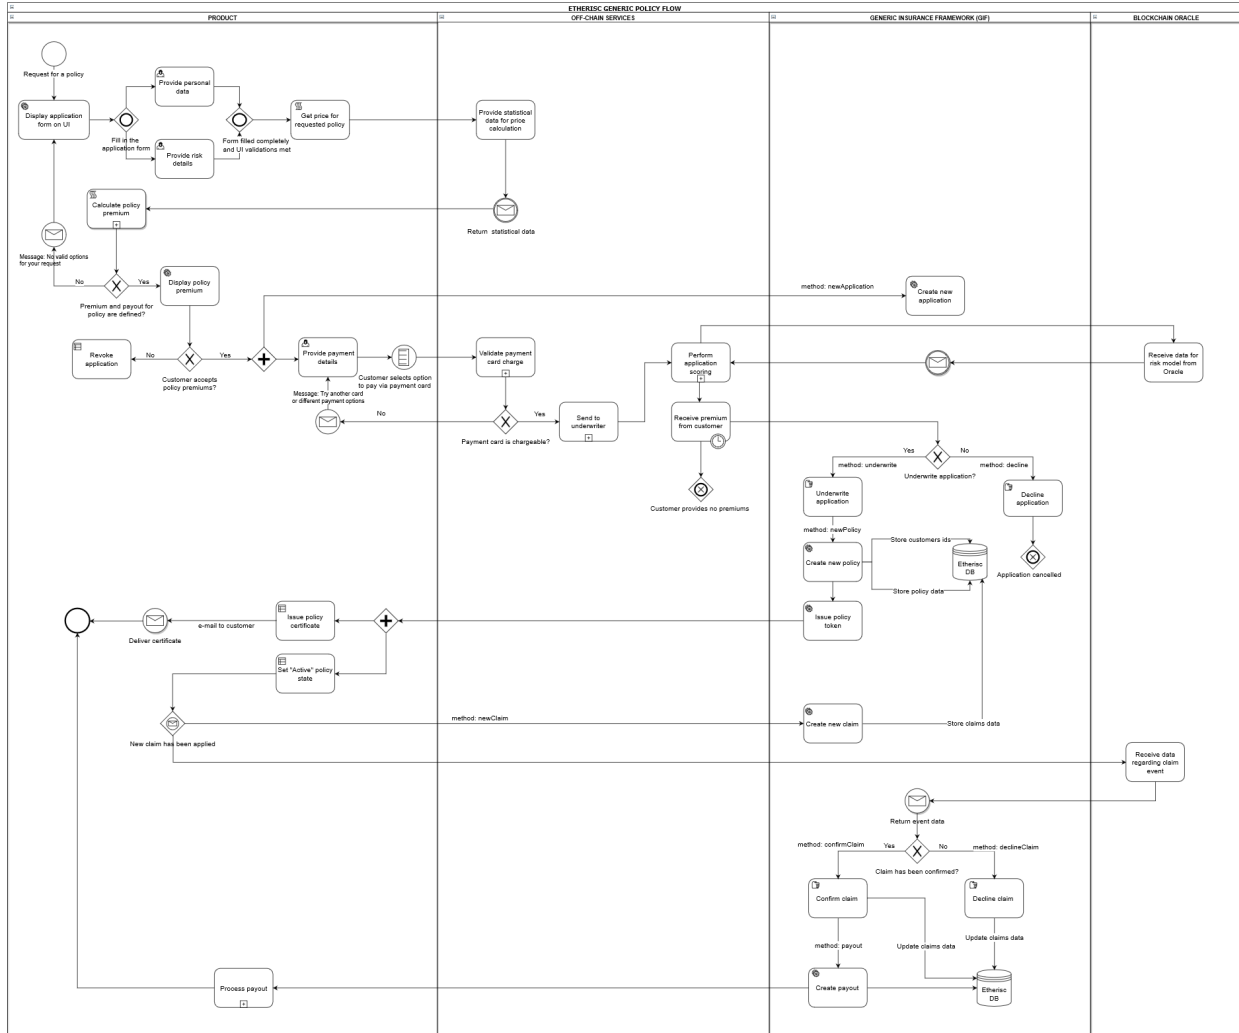 ETHERISC GENERIC POLICY FLOW
PRODUCT
OFF-CHAIN SERVICES
GENERIC INSURANCE FRAMEWORK (GIF)
BLOCKCHAIN ORACLE
Request for a policy
Display application
form on UI
Fill in the
application form
Provide personal
data
Provide risk
details
Form filled completely
and UI validations met
Get price for
requested policy
Provide statistical
data for price
calculation
Return statistical data
Calculate policy
premium
Message: No valid options
for your request
No
Yes
Premium and payout for
policy are defined?
Display policy
premium
method: newApplication
Create new
application
Revoke
application
No
Yes
Customer accepts
policy premiums?
Provide payment
details
Customer selects option
to pay via payment card
Message: Try another card
or different payment options
Validate payment
card charge
No
Yes
Payment card is chargeable?
Send to
underwriter
Perform
application
scoring
Receive data for
risk model from
Oracle
Receive premium
from customer
Customer provides no premiums
Yes
No
method: underwrite
method: decline
Underwrite application?
Underwrite
application
Decline
application
method: newPolicy
Create new policy
Store customers ids
Etherisc
DB
Store policy data
Application cancelled
Issue policy
token
Issue policy
certificate
e-mail to customer
Deliver certificate
Set "Active" policy
state
New claim has been applied
method: newClaim
Create new claim
Store claims data
Receive data
regarding claim
event
Return event data
method: confirmClaim
Yes
No
method: declineClaim
Claim has been confirmed?
Confirm claim
Decline claim
method: payout
Update claims data
Update claims data
Create payout
Etherisc
DB
Process payout